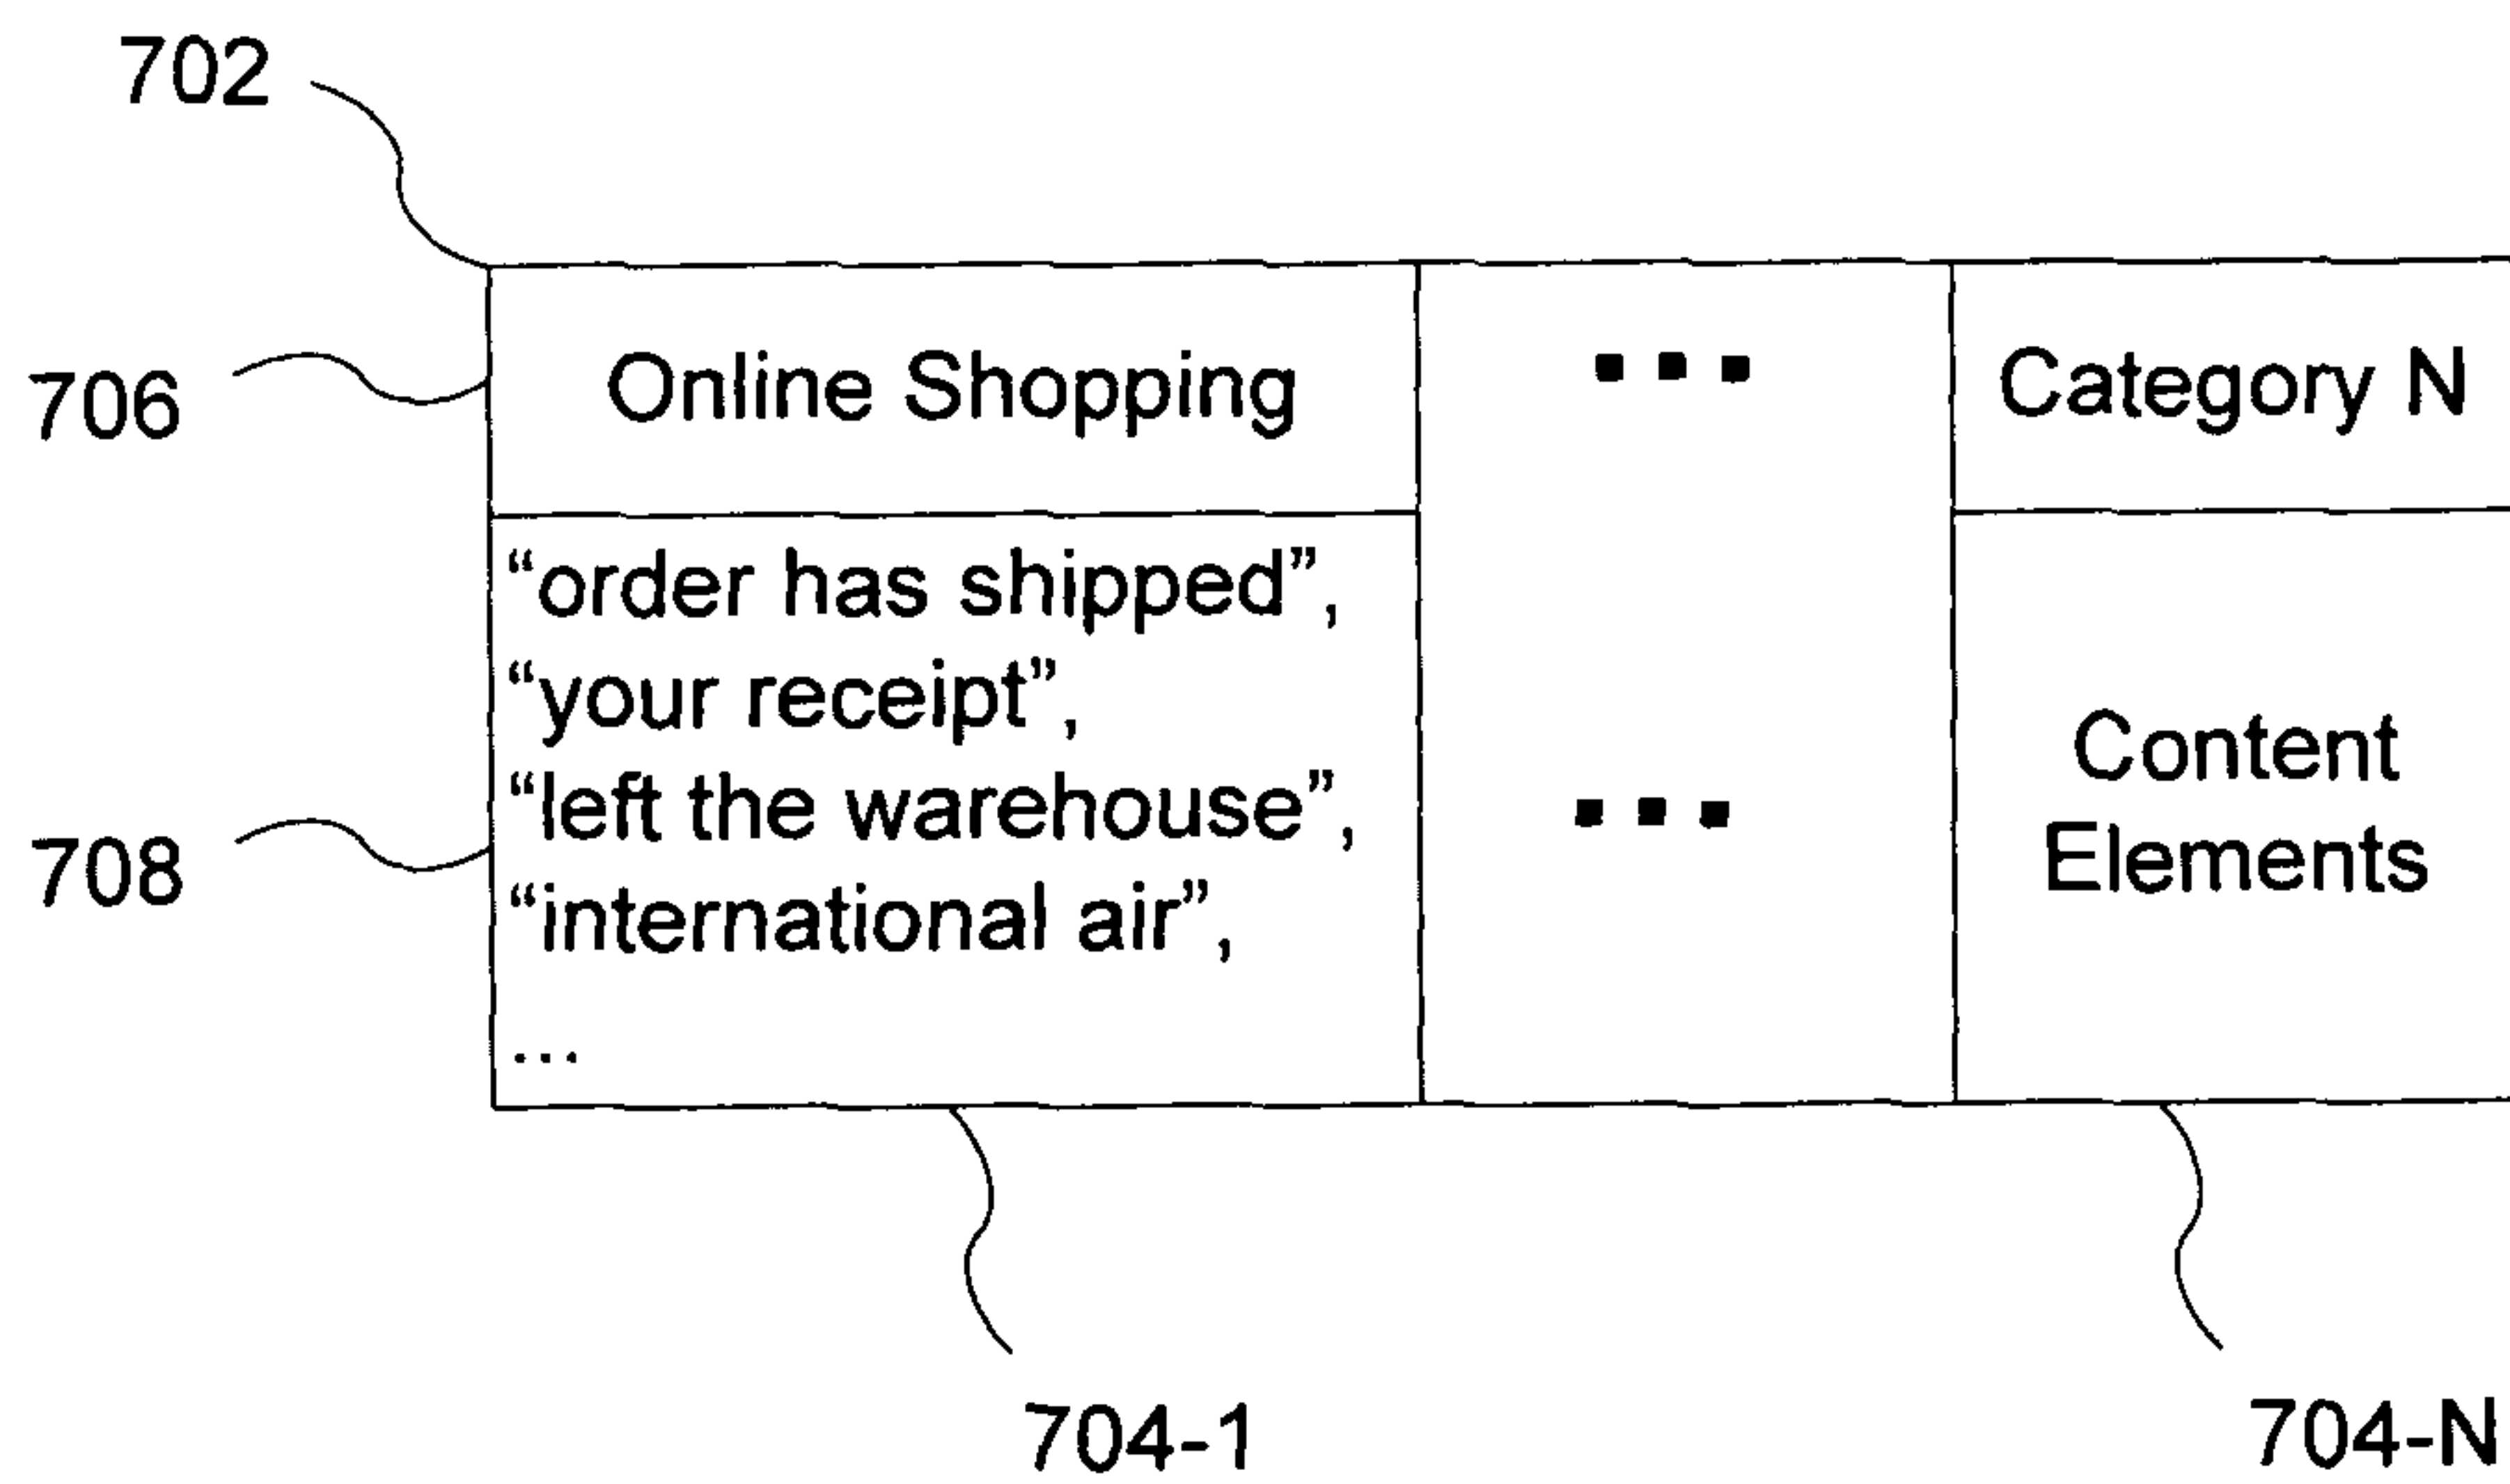 702
706
Online Shopping
...
Category N
“order has shipped”,
“your receipt”,
“left the warehouse”,
“international air”,
...
708
...
Content
Elements
704-1
704-N